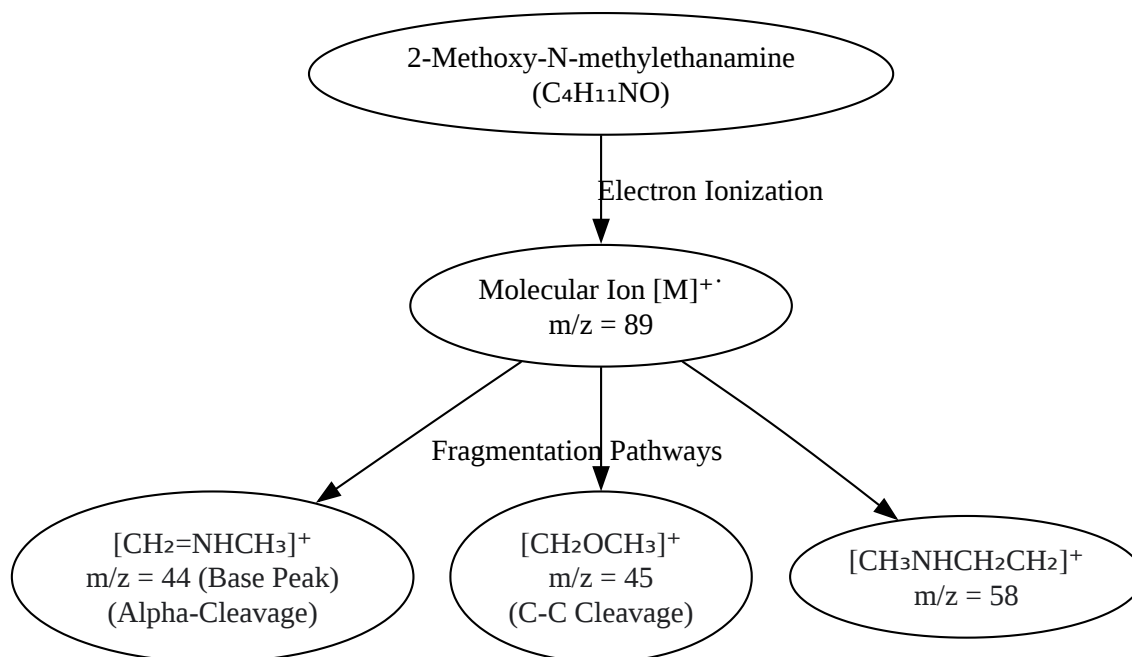 2-Methoxy-N-methylethanamine
(C₄H₁₁NO)
Electron Ionization
Molecular Ion [M]⁺˙
m/z = 89
Fragmentation Pathways
[CH₂=NHCH₃]⁺
m/z = 44 (Base Peak)
(Alpha-Cleavage)
[CH₂OCH₃]⁺
m/z = 45
(C-C Cleavage)
[CH₃NHCH₂CH₂]⁺
m/z = 58